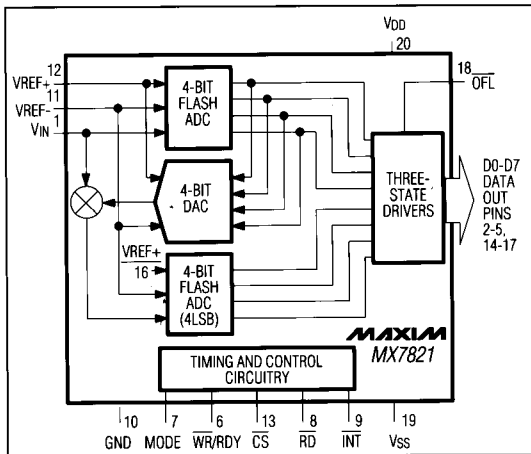 VDD
20
12
VREF+
11
VREF-
VIN 1
4-BIT
FLASH
ADC
18 OFL
4-BIT
DAC
THREE-
STATE
DRIVERS
D0-D7
DATA
OUT
PINS
2-5,
14-17
VREF+
16
4-BIT
FLASH
ADC
(4LSB)
MAXIM
MX7821
TIMING AND CONTROL
CIRCUITRY
10 7 6 13 8 9 19
GND MODE WR/RDY CS RD INT VSS